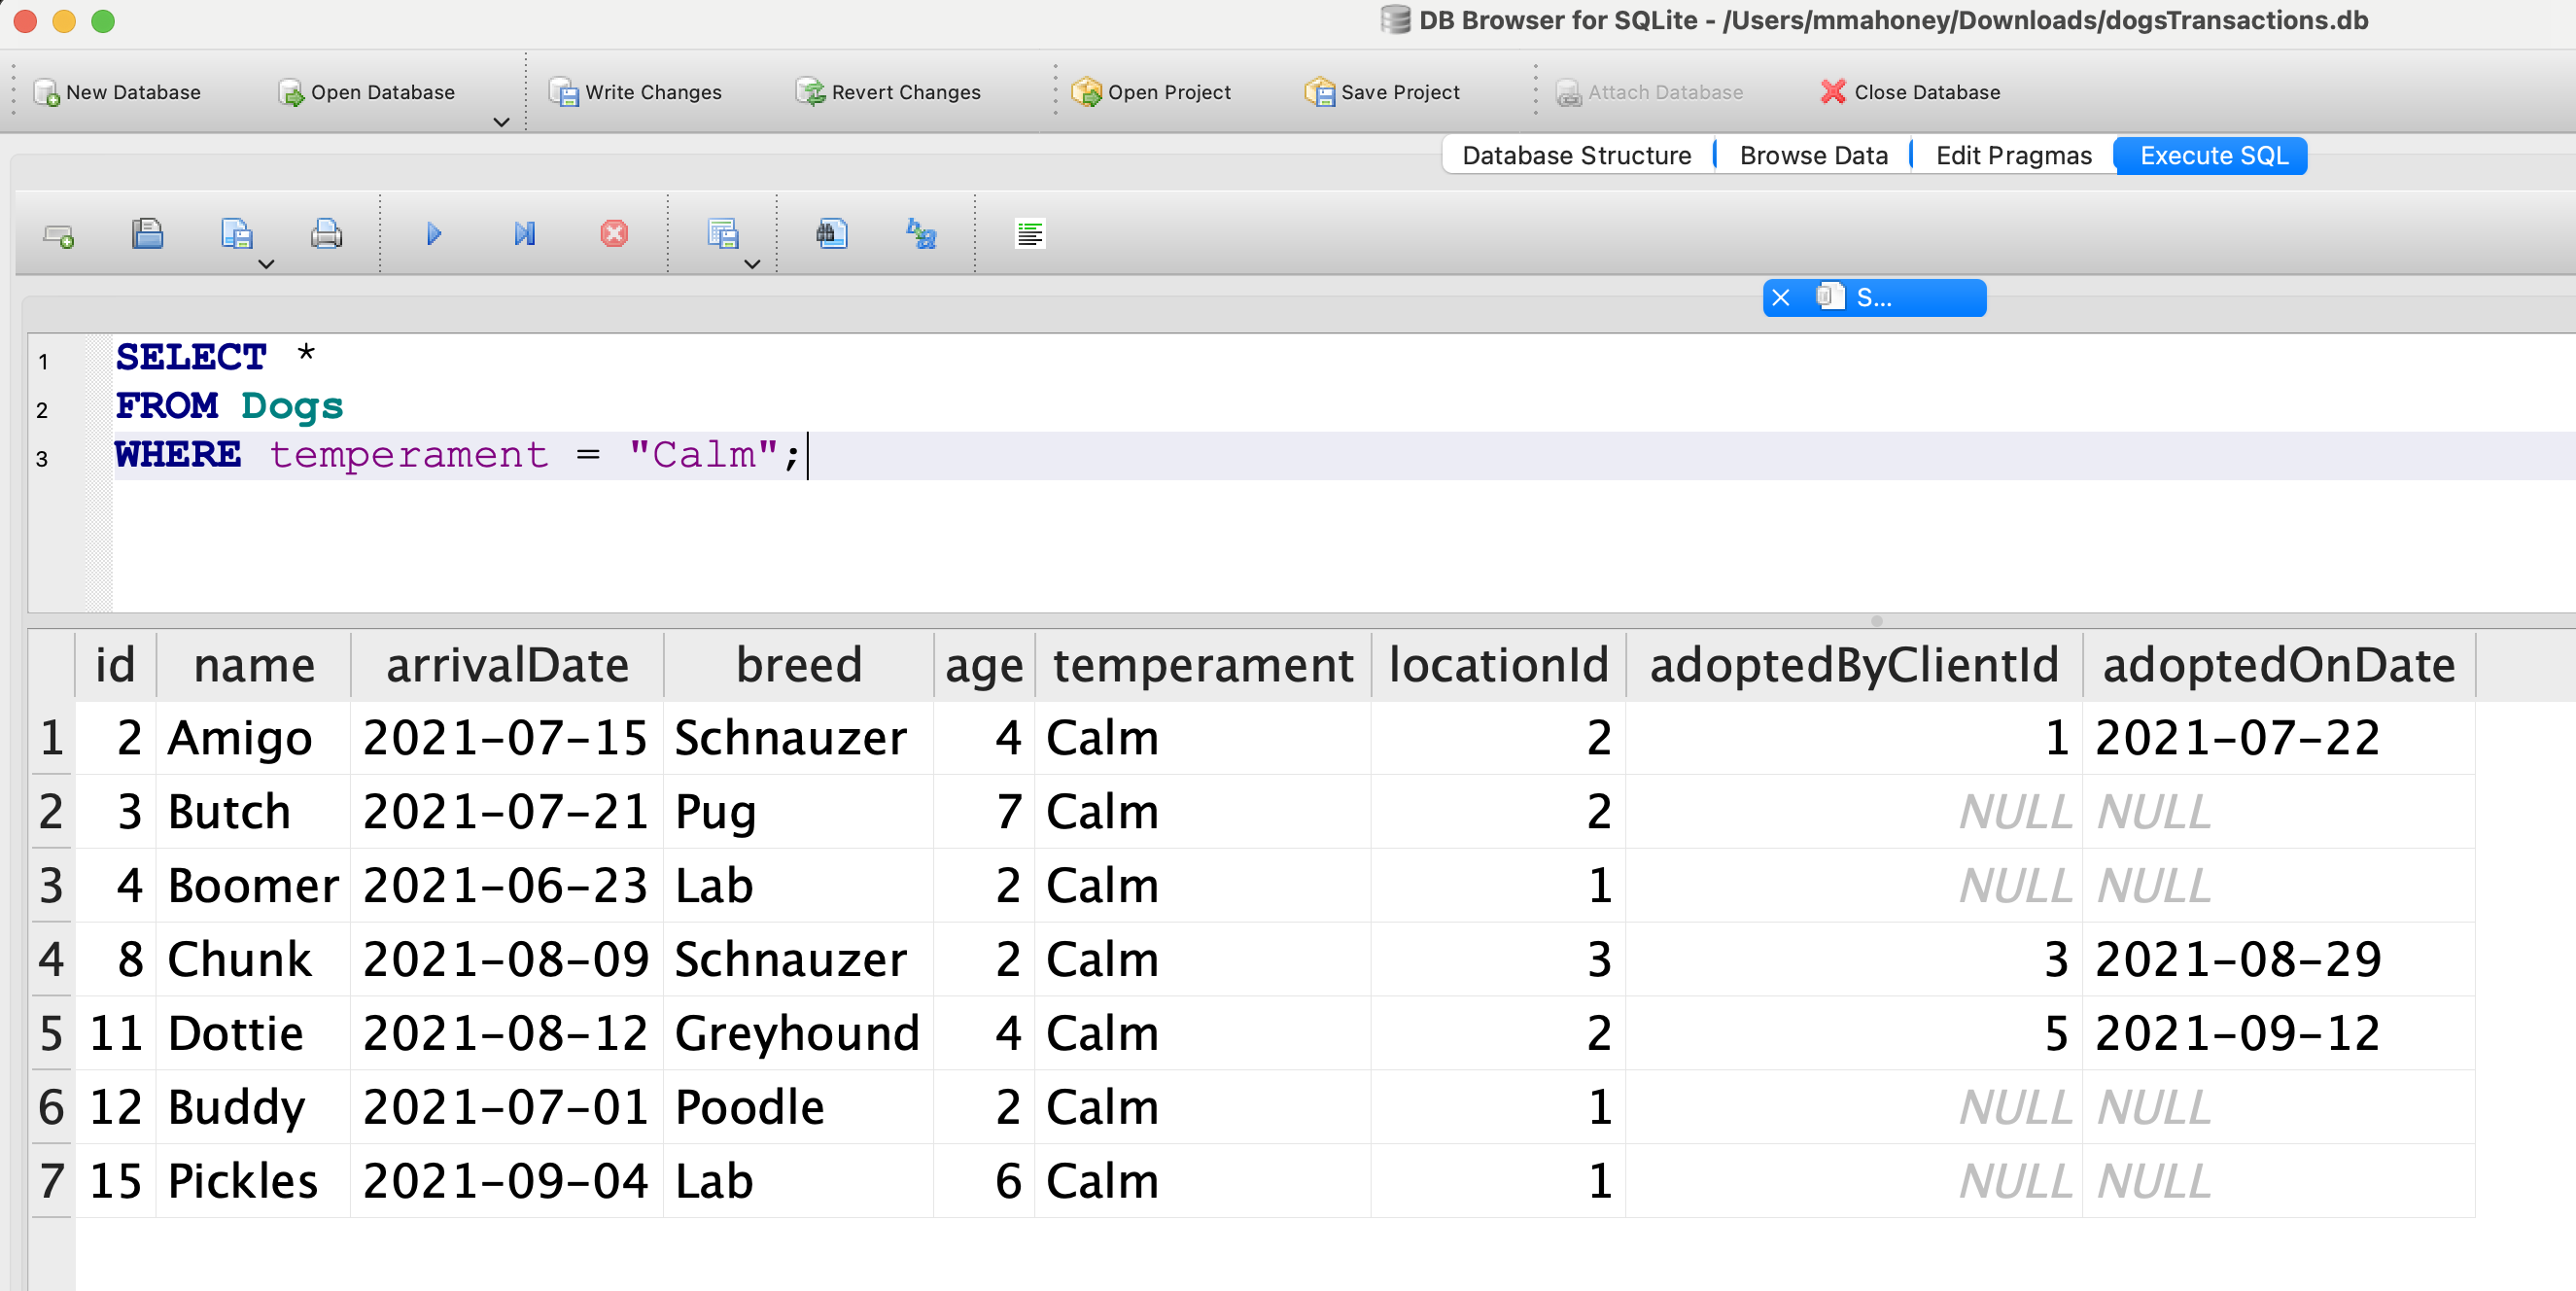 DB Browser for SQLite - /Users/mmahoney/Downloads/dogsTransactions.db
New Database Open Database Write Changes Revert Changes Open Project Save Project Attach Database Close Database
Database Structure Browse Data Edit Pragmas Execute SQL
S...
1 SELECT *
2 FROM Dogs
3 WHERE temperament = "Calm";
id name arrivalDate breed age temperament locationId adoptedByClientId adoptedOnDate
1 2 Amigo 2021-07-15 Schnauzer 4 Calm 2 1 2021-07-22
2 3 Butch 2021-07-21 Pug 7 Calm 2 NULL NULL
3 4 Boomer 2021-06-23 Lab 2 Calm 1 NULL NULL
4 8 Chunk 2021-08-09 Schnauzer 2 Calm 3 3 2021-08-29
5 11 Dottie 2021-08-12 Greyhound 4 Calm 2 5 2021-09-12
6 12 Buddy 2021-07-01 Poodle 2 Calm 1 NULL NULL
7 15 Pickles 2021-09-04 Lab 6 Calm 1 NULL NULL